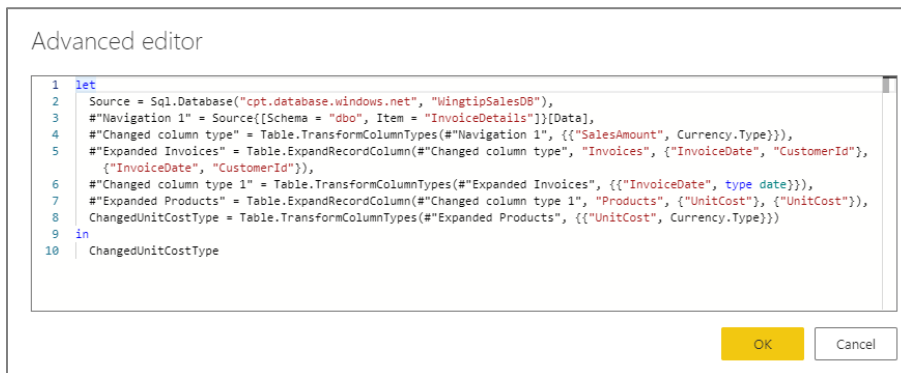 Advanced editor
1 let
2 Source = Sql.Database("cpt.database.windows.net", "WingtipSalesDB"),
3 #"Navigation 1" = Source{[Schema = "dbo", Item = "InvoiceDetails"]}[Data],
4 #"Changed column type" = Table.TransformColumnTypes(#"Navigation 1", {{"SalesAmount", Currency.Type}}),
5 #"Expanded Invoices" = Table.ExpandRecordColumn(#"Changed column type", "Invoices", {"InvoiceDate", "CustomerId"},
{"InvoiceDate", "CustomerId"}),
6 #"Changed column type 1" = Table.TransformColumnTypes(#"Expanded Invoices", {{"InvoiceDate", type date}}),
7 #"Expanded Products" = Table.ExpandRecordColumn(#"Changed column type 1", "Products", {"UnitCost"}, {"UnitCost"}),
8 ChangedUnitCostType = Table.TransformColumnTypes(#"Expanded Products", {{"UnitCost", Currency.Type}})
9 in
10 ChangedUnitCostType
OK Cancel